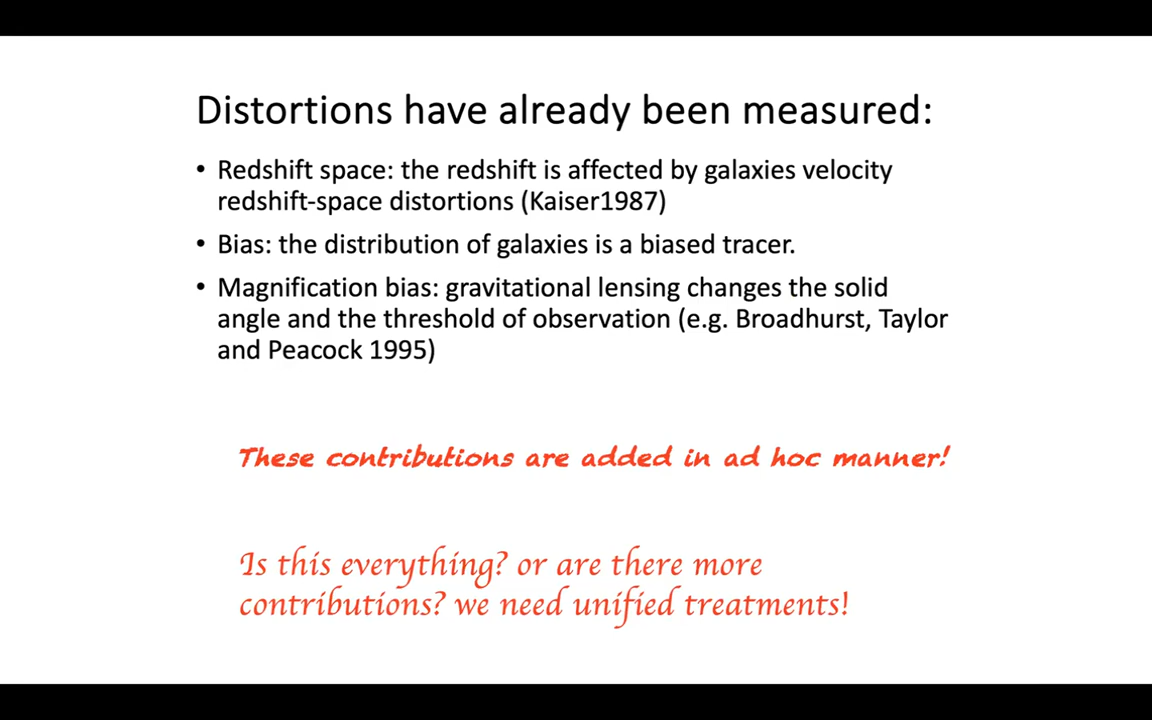 Distortions have already been measured:
• Redshift space: the redshift is affected by galaxies velocity
redshift-space distortions (Kaiser1987)
• Bias: the distribution of galaxies is a biased tracer.
• Magnification bias: gravitational lensing changes the solid
angle and the threshold of observation (e.g. Broadhurst, Taylor
and Peacock 1995)
These contributions are added in ad hoc manner!
Is this everything? or are there more
contributions? we need unified treatments!